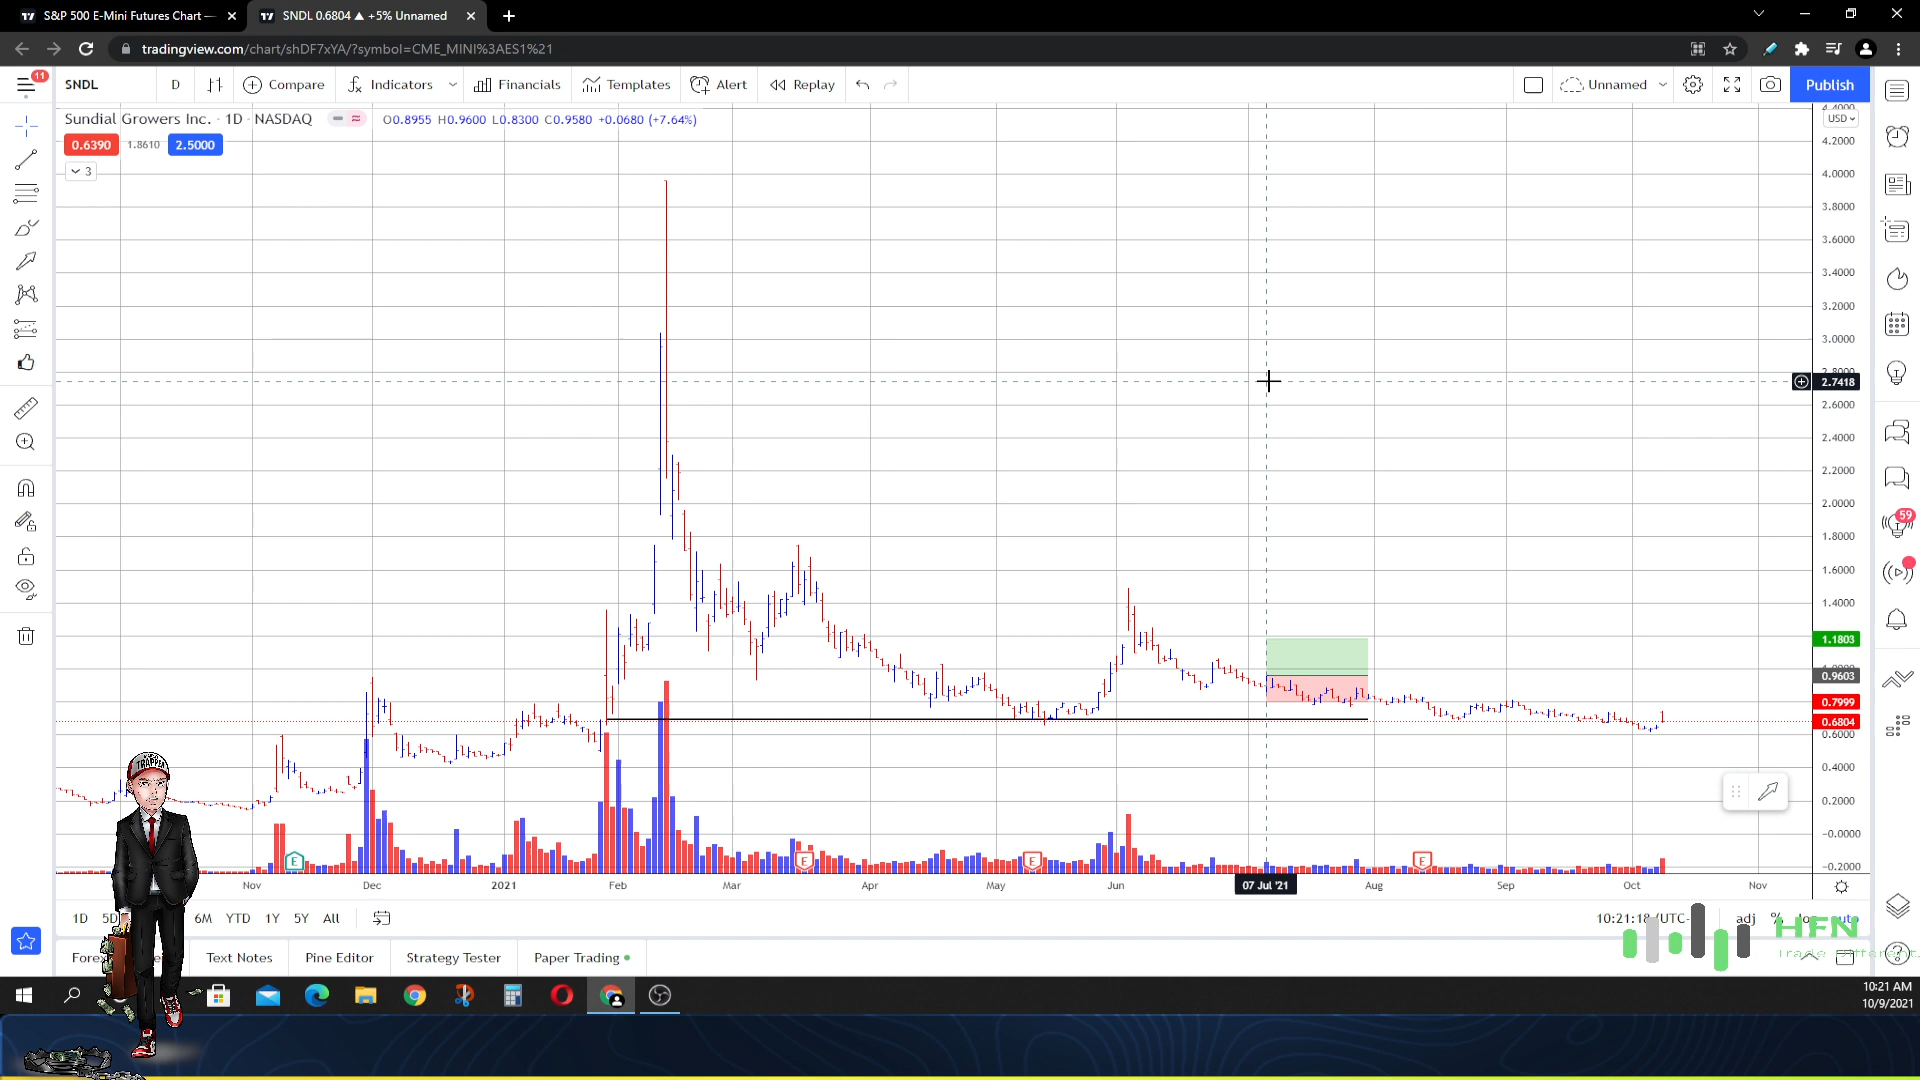 S&P 500 E-Mini Futures Chart —
SNDL 0.6804 ▲ +5% Unnamed
tradingview.com/chart/shDF7xYA/?symbol=CME_MINI%3AES1%21
11
SNDL D Compare Indicators Financials Templates Alert Replay Unnamed Publish
Sundial Growers Inc. · 1D · NASDAQ O0.8955 H0.9600 L0.8300 C0.9580 +0.0680 (+7.64%)
USD
0.6390 1.8610 2.5000
3
4.2000
4.0000
3.8000
3.6000
3.4000
3.2000
3.0000
2.7418
2.6000
2.4000
2.2000
2.0000
59
1.8000
1.6000
1.4000
1.1803
0.9603
0.7999
0.6804
0.6000
0.4000
0.2000
−0.0000
−0.2000
TRAPPER
E E E E
Nov Dec 2021 Feb Mar Apr May Jun 07 Jul '21 Aug Sep Oct Nov
1D 6M YTD 1Y 5Y All
10:21:18 (UTC- adj %
HFN
Text Notes Pine Editor Strategy Tester Paper Trading
10:21 AM
10/9/2021